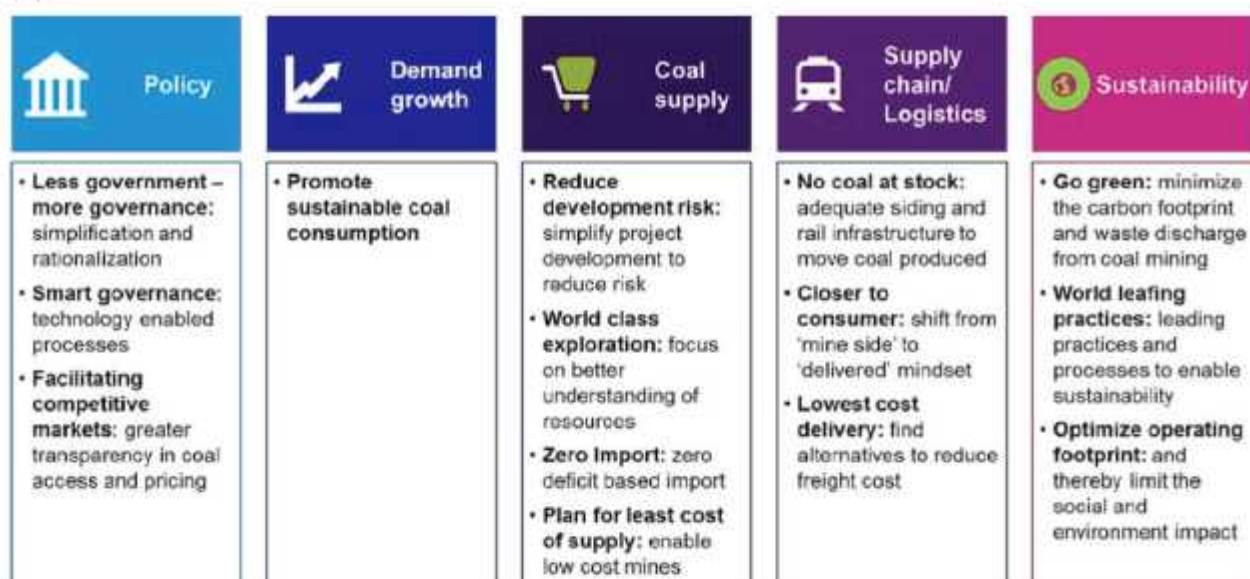 Policy
• Less government –
more governance:
simplification and
rationalization
• Smart governance:
technology enabled
processes
• Facilitating
competitive
markets: greater
transparency in coal
access and pricing
Demand
growth
• Promote
sustainable coal
consumption
Coal
supply
• Reduce
development risk:
simplify project
development to
reduce risk
• World class
exploration: focus
on better
understanding of
resources
• Zero Import: zero
deficit based import
• Plan for least cost
of supply: enable
low cost mines
Supply
chain/
Logistics
• No coal at stock:
adequate siding and
rail infrastructure to
move coal produced
• Closer to
consumer: shift from
'mine side' to
'delivered' mindset
• Lowest cost
delivery: find
alternatives to reduce
freight cost
Sustainability
• Go green: minimize
the carbon footprint
and waste discharge
from coal mining
• World leafing
practices: leading
practices and
processes to enable
sustainability
• Optimize operating
footprint: and
thereby limit the
social and
environment impact